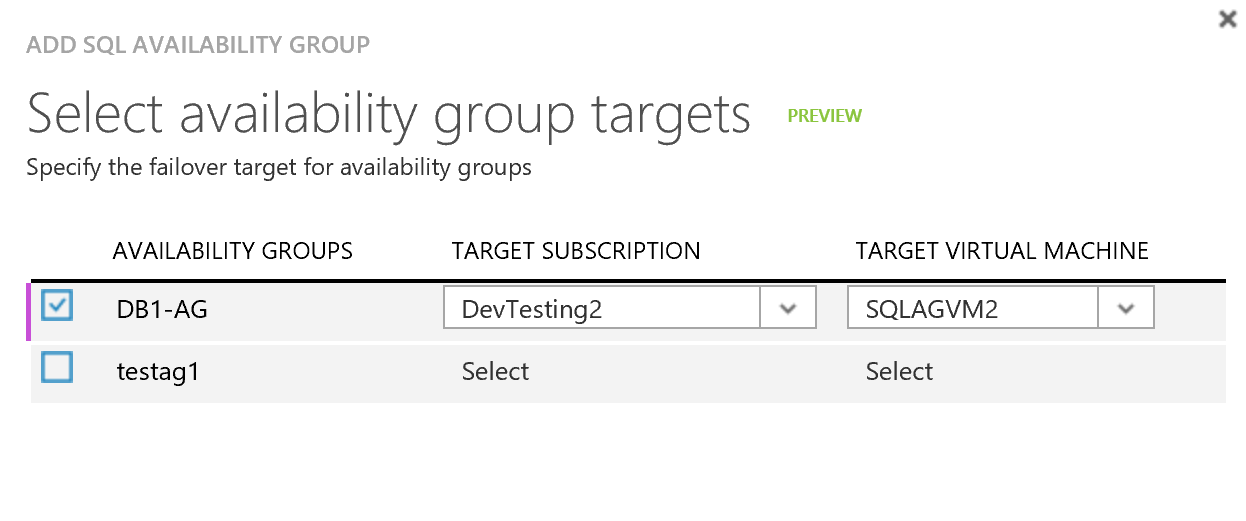 ADD SQL AVAILABILITY GROUP
Select availability group targets PREVIEW
Specify the failover target for availability groups
AVAILABILITY GROUPS TARGET SUBSCRIPTION TARGET VIRTUAL MACHINE
DB1-AG DevTesting2 SQLAGVM2
testag1 Select Select